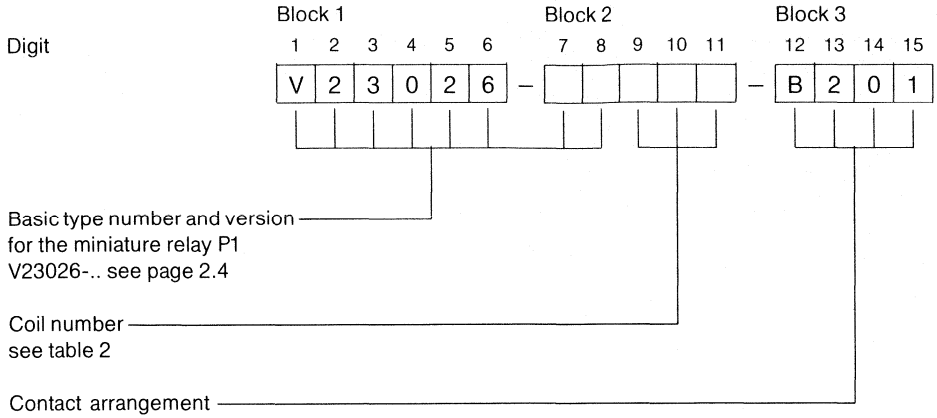 Block 1 Block 2 Block 3
Digit 1 2 3 4 5 6 7 8 9 10 11 12 13 14 15
V 2 3 0 2 6 – – B 2 0 1
Basic type number and version
for the miniature relay P1
V23026-.. see page 2.4
Coil number
see table 2
Contact arrangement